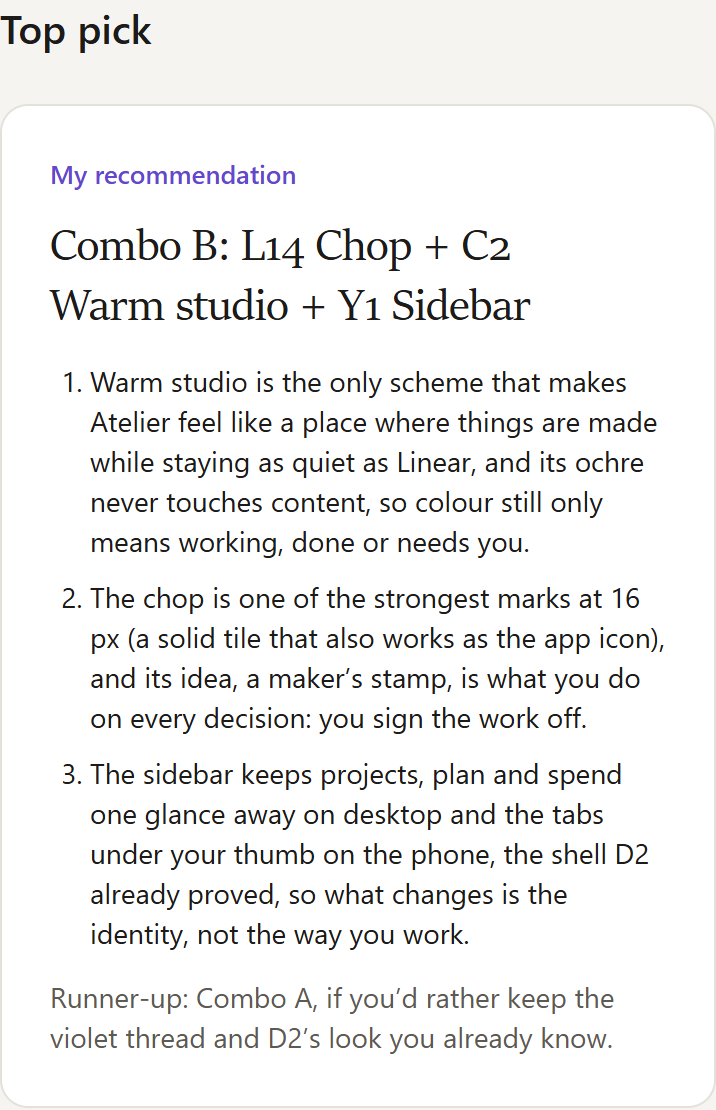 Top pick
My recommendation
Combo B: L14 Chop + C2
Warm studio + Y1 Sidebar
1. Warm studio is the only scheme that makes
Atelier feel like a place where things are made
while staying as quiet as Linear, and its ochre
never touches content, so colour still only
means working, done or needs you.
2. The chop is one of the strongest marks at 16
px (a solid tile that also works as the app icon),
and its idea, a maker’s stamp, is what you do
on every decision: you sign the work off.
3. The sidebar keeps projects, plan and spend
one glance away on desktop and the tabs
under your thumb on the phone, the shell D2
already proved, so what changes is the
identity, not the way you work.
Runner-up: Combo A, if you’d rather keep the
violet thread and D2’s look you already know.